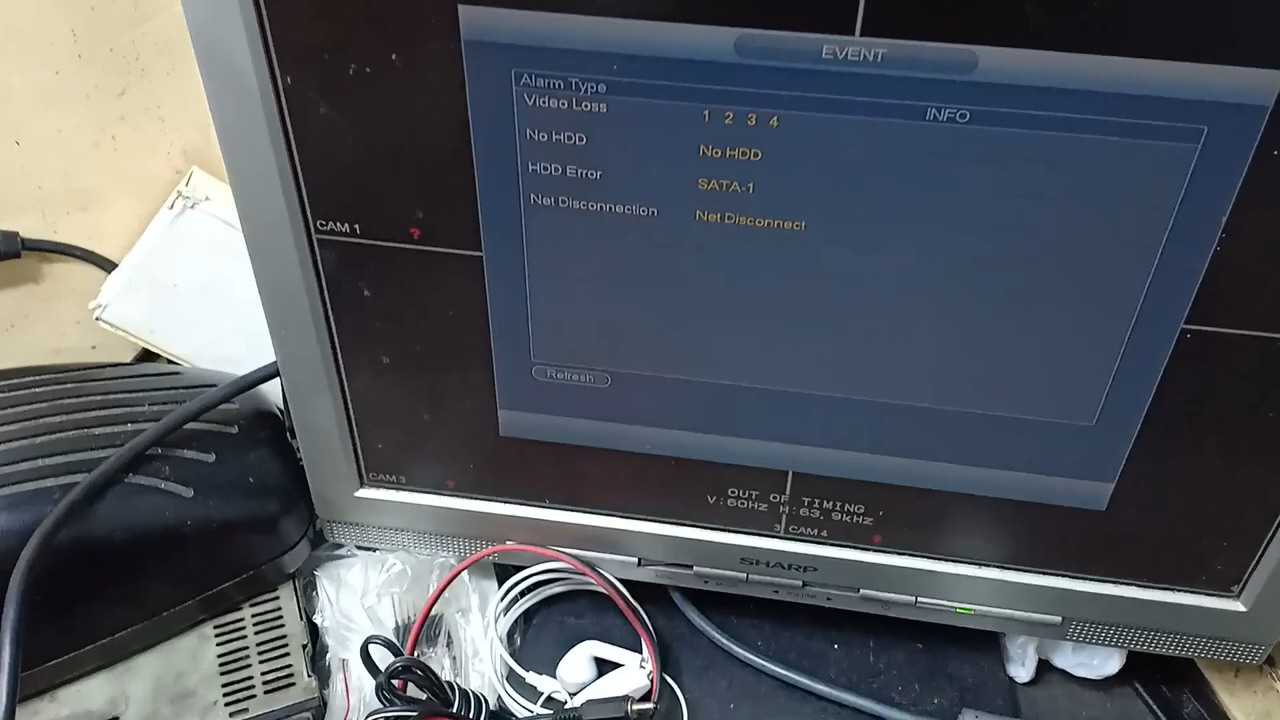 EVENT
Alarm Type INFO
Video Loss 1 2 3 4
No HDD No HDD
HDD Error SATA-1
Net Disconnection Net Disconnect
CAM 1 ?
Refresh
CAM 3 ?
OUT OF TIMING
V:60Hz H:63.9kHz
CAM 4 ?
SHARP